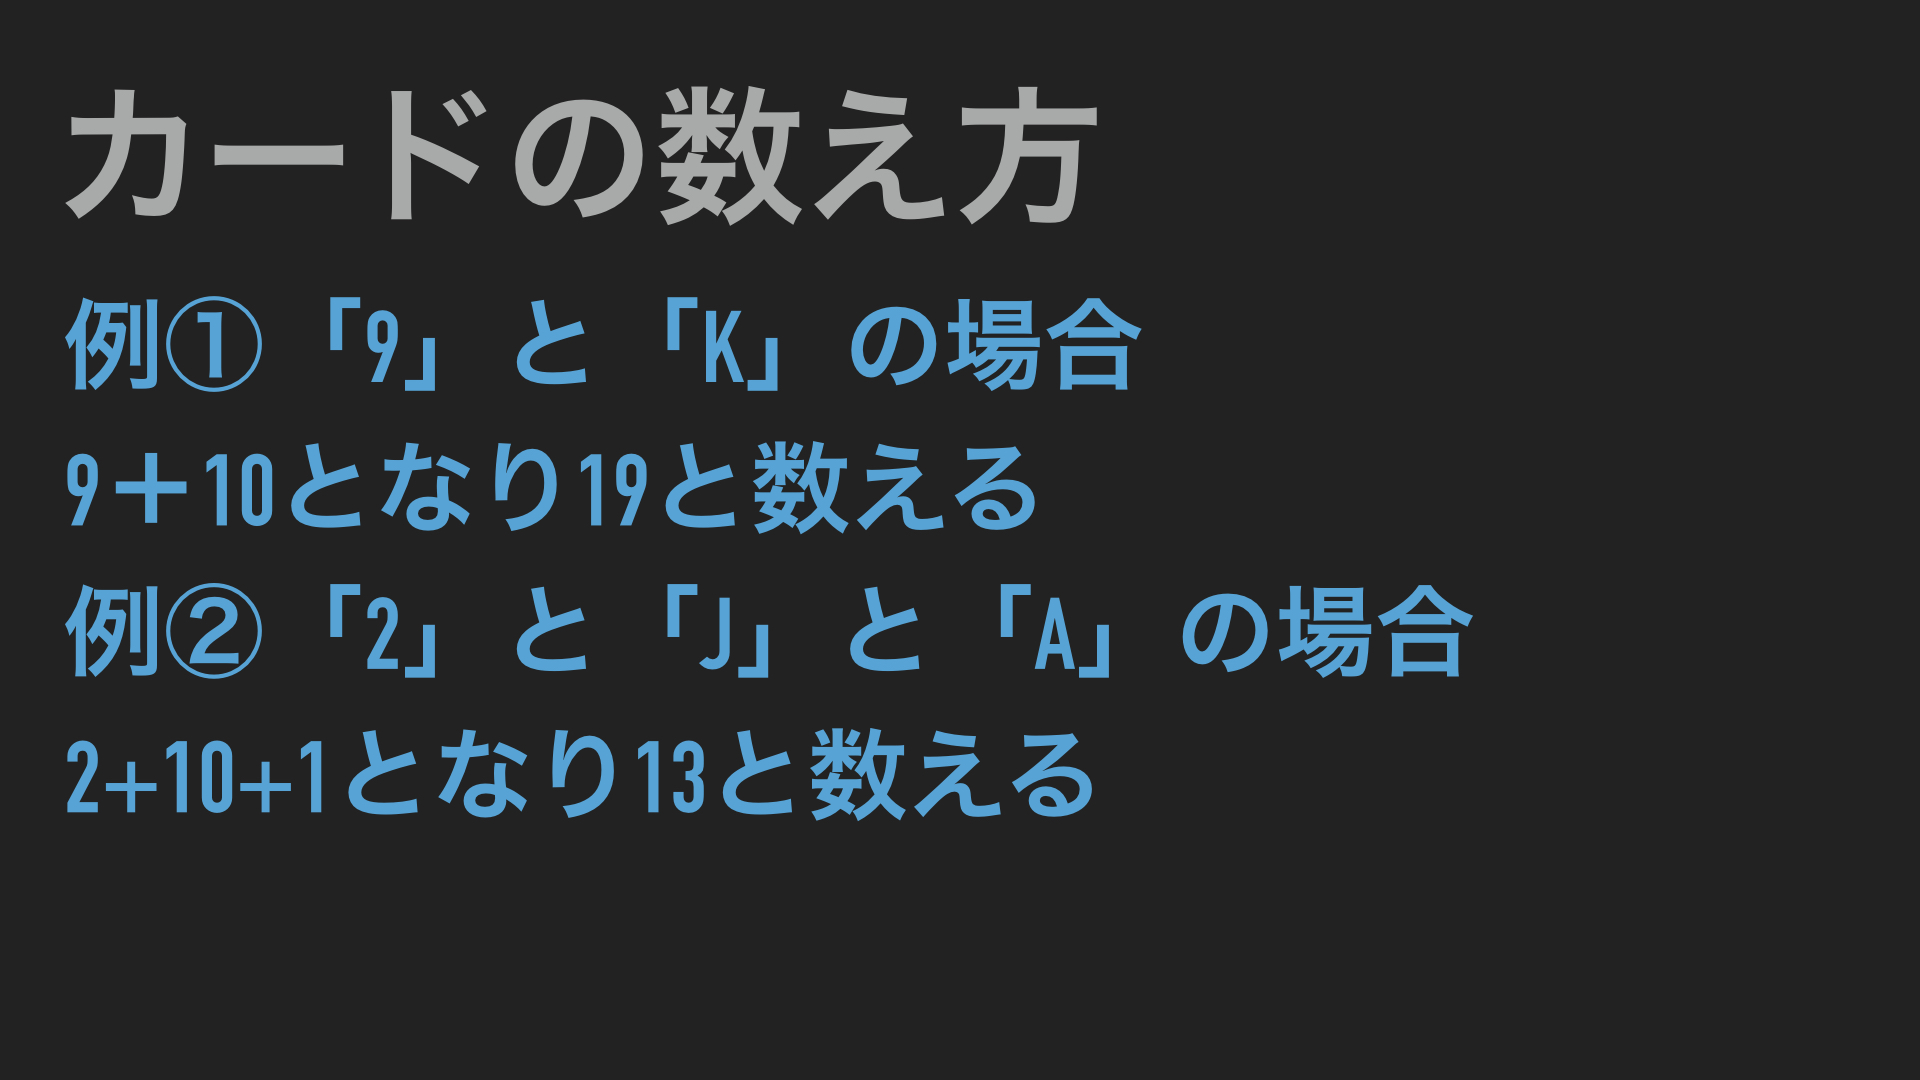 カードの数え方
例①「9」と「K」の場合
9＋10となり19と数える
例②「2」と「J」と「A」の場合
2+10+1となり13と数える